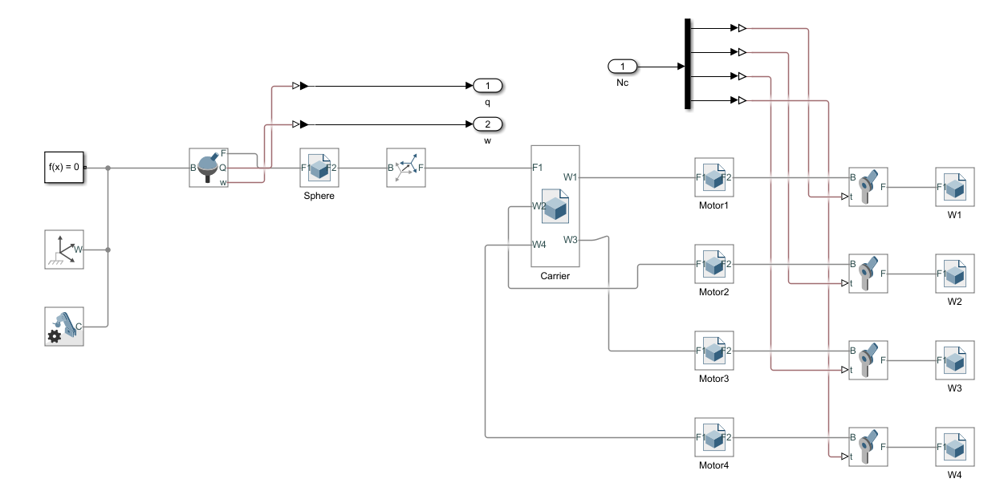 1
Nc
1
q
2
w
f(x) = 0
B
F
Q
w
F1
F2
Sphere
B
F
F1
W1
W2
W3
W4
Carrier
W
C
F1
F2
Motor1
B
t
F
F1
W1
F1
F2
Motor2
B
t
F
F1
W2
F1
F2
Motor3
B
t
F
F1
W3
F1
F2
Motor4
B
t
F
F1
W4